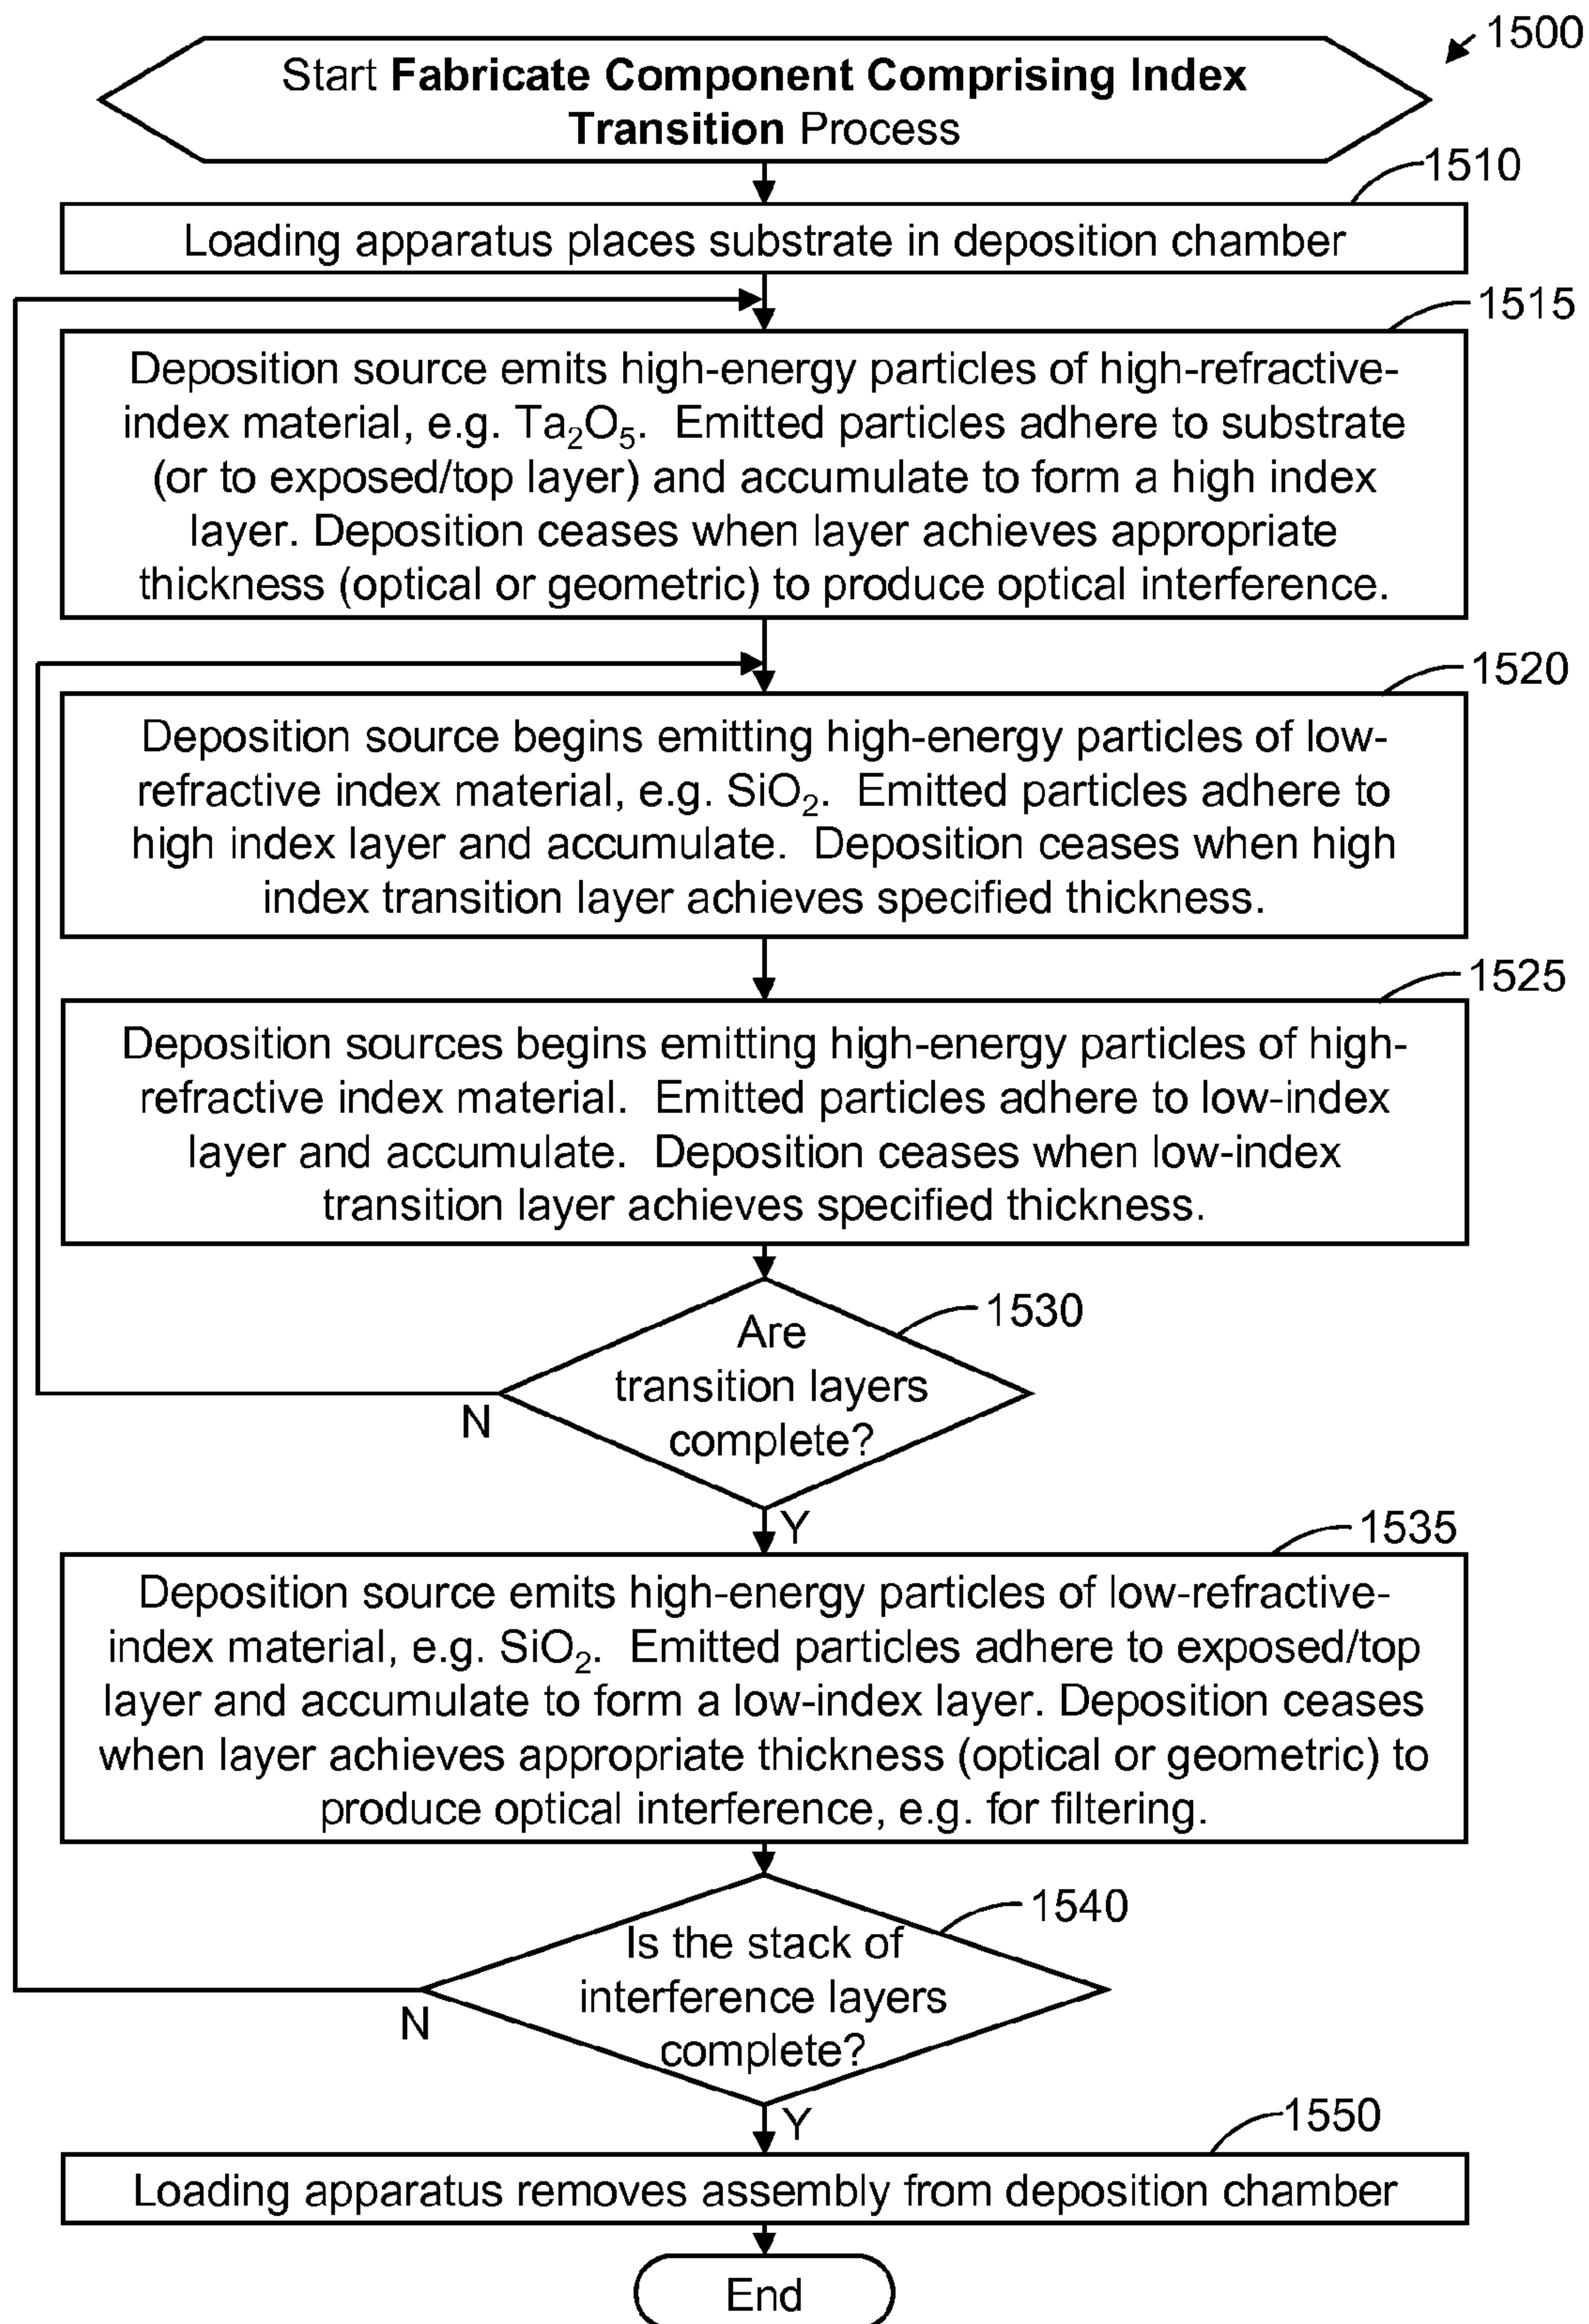 1500
Start Fabricate Component Comprising Index
Transition Process
1510
Loading apparatus places substrate in deposition chamber
1515
Deposition source emits high-energy particles of high-refractive-
index material, e.g. Ta₂O₅. Emitted particles adhere to substrate
(or to exposed/top layer) and accumulate to form a high index
layer. Deposition ceases when layer achieves appropriate
thickness (optical or geometric) to produce optical interference.
1520
Deposition source begins emitting high-energy particles of low-
refractive index material, e.g. SiO₂. Emitted particles adhere to
high index layer and accumulate. Deposition ceases when high
index transition layer achieves specified thickness.
1525
Deposition sources begins emitting high-energy particles of high-
refractive index material. Emitted particles adhere to low-index
layer and accumulate. Deposition ceases when low-index
transition layer achieves specified thickness.
1530
Are
transition layers
complete?
N
Y
1535
Deposition source emits high-energy particles of low-refractive-
index material, e.g. SiO₂. Emitted particles adhere to exposed/top
layer and accumulate to form a low-index layer. Deposition ceases
when layer achieves appropriate thickness (optical or geometric) to
produce optical interference, e.g. for filtering.
1540
Is the stack of
interference layers
complete?
N
Y
1550
Loading apparatus removes assembly from deposition chamber
End